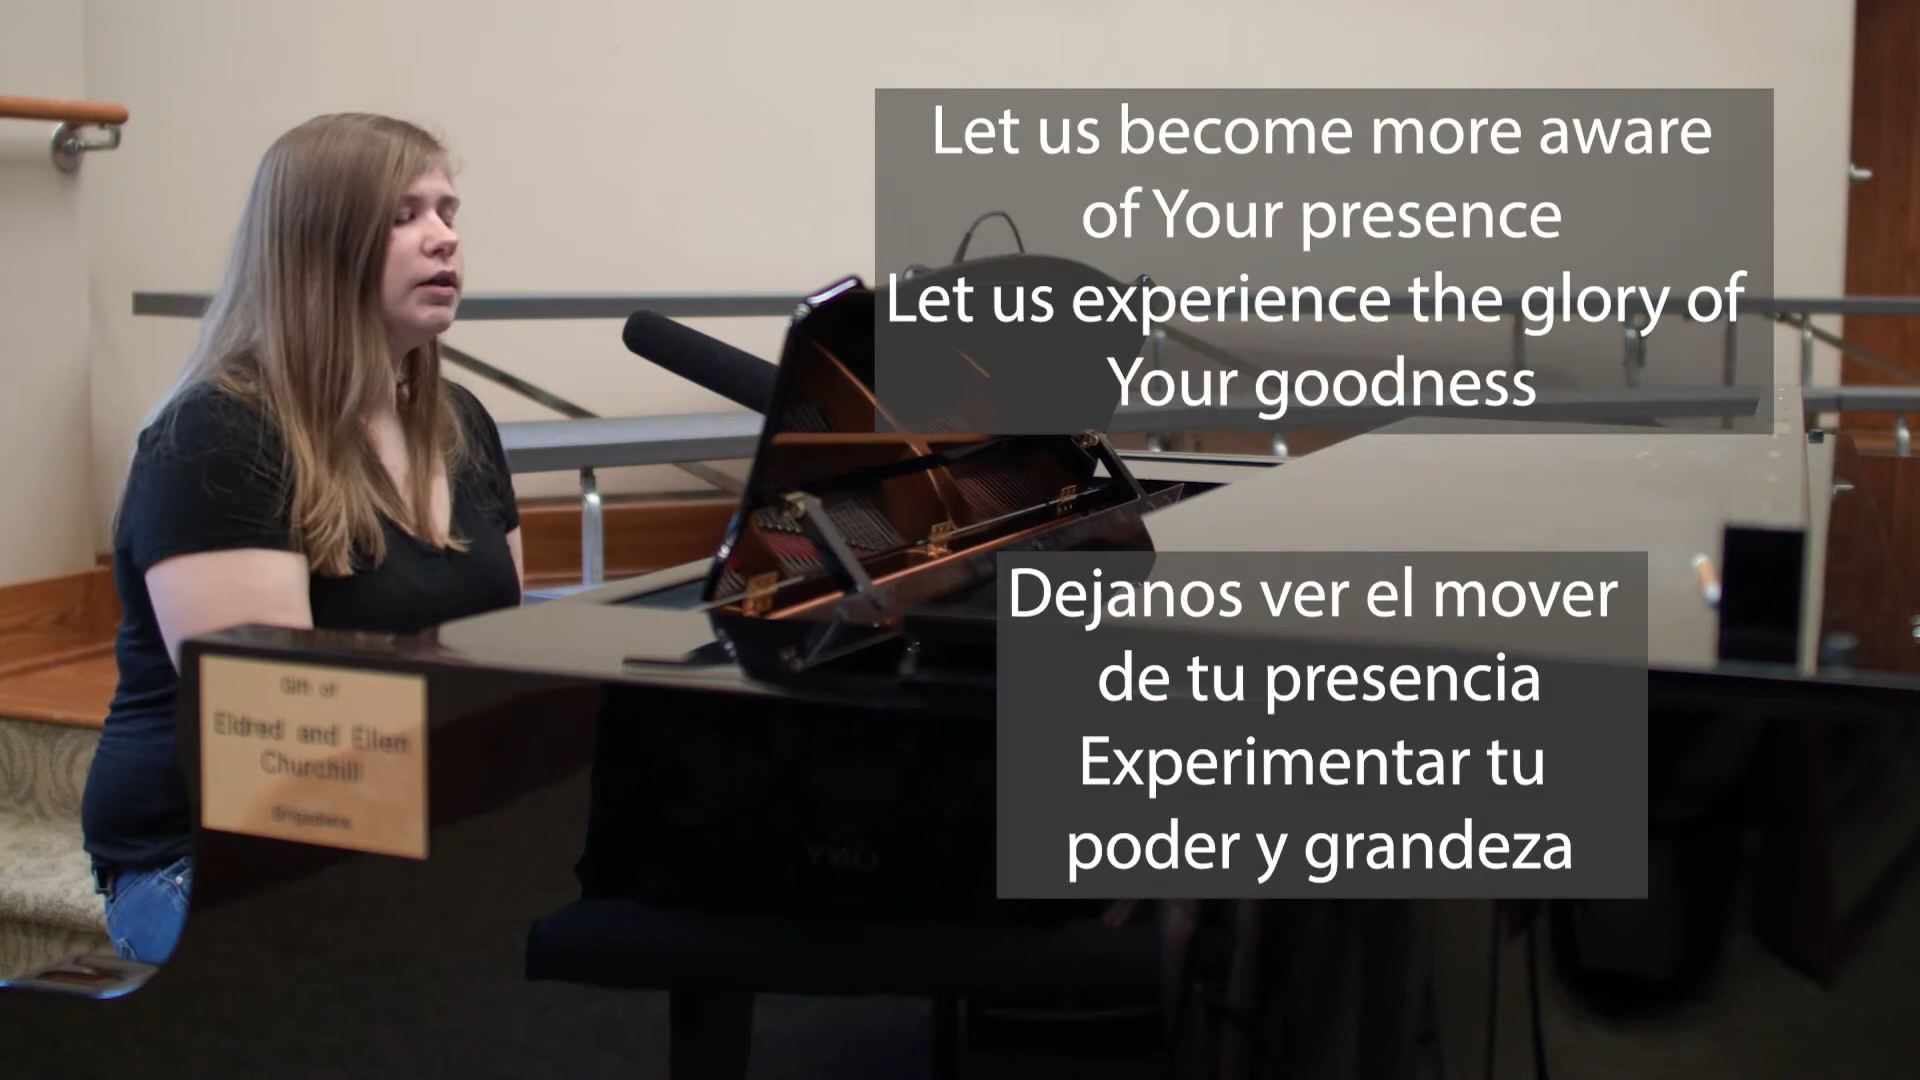 Let us become more aware
of Your presence
Let us experience the glory of
Your goodness
Dejanos ver el mover
de tu presencia
Experimentar tu
poder y grandeza
Gift of
Eldred and Ellen
Churchill